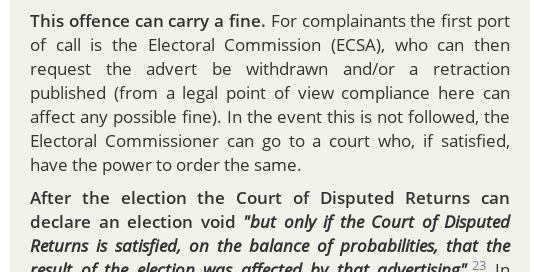 This offence can carry a fine. For complainants the first port
of call is the Electoral Commission (ECSA), who can then
request the advert be withdrawn and/or a retraction
published (from a legal point of view compliance here can
affect any possible fine). In the event this is not followed, the
Electoral Commissioner can go to a court who, if satisfied,
have the power to order the same.
After the election the Court of Disputed Returns can
declare an election void "but only if the Court of Disputed
Returns is satisfied, on the balance of probabilities, that the
result of the election was affected by that advertising" 23 In